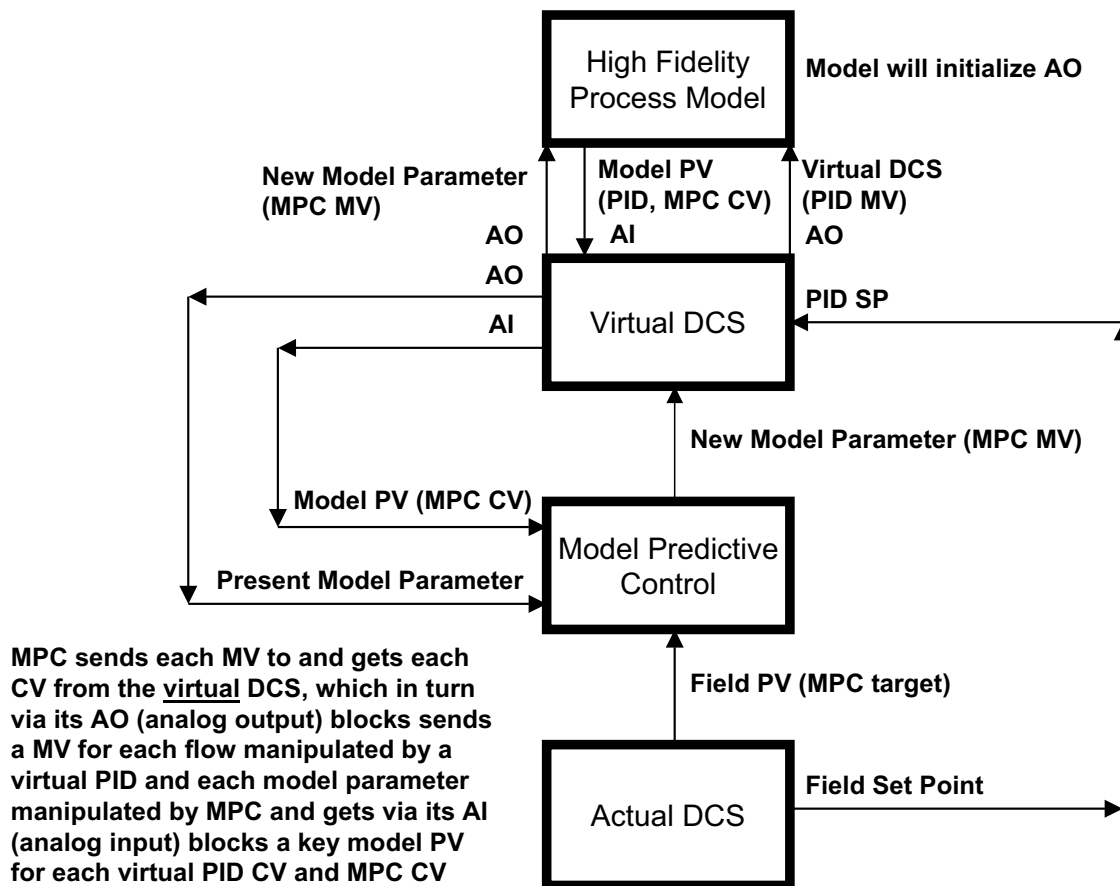 High Fidelity
Process Model
Model will initialize AO
New Model Parameter
(MPC MV)
Model PV
(PID, MPC CV)
Virtual DCS
(PID MV)
AO
AI
AO
AO
AI
Virtual DCS
PID SP
New Model Parameter (MPC MV)
Model PV (MPC CV)
Model Predictive
Control
Present Model Parameter
MPC sends each MV to and gets each
CV from the virtual DCS, which in turn
via its AO (analog output) blocks sends
a MV for each flow manipulated by a
virtual PID and each model parameter
manipulated by MPC and gets via its AI
(analog input) blocks a key model PV
for each virtual PID CV and MPC CV
Field PV (MPC target)
Actual DCS
Field Set Point